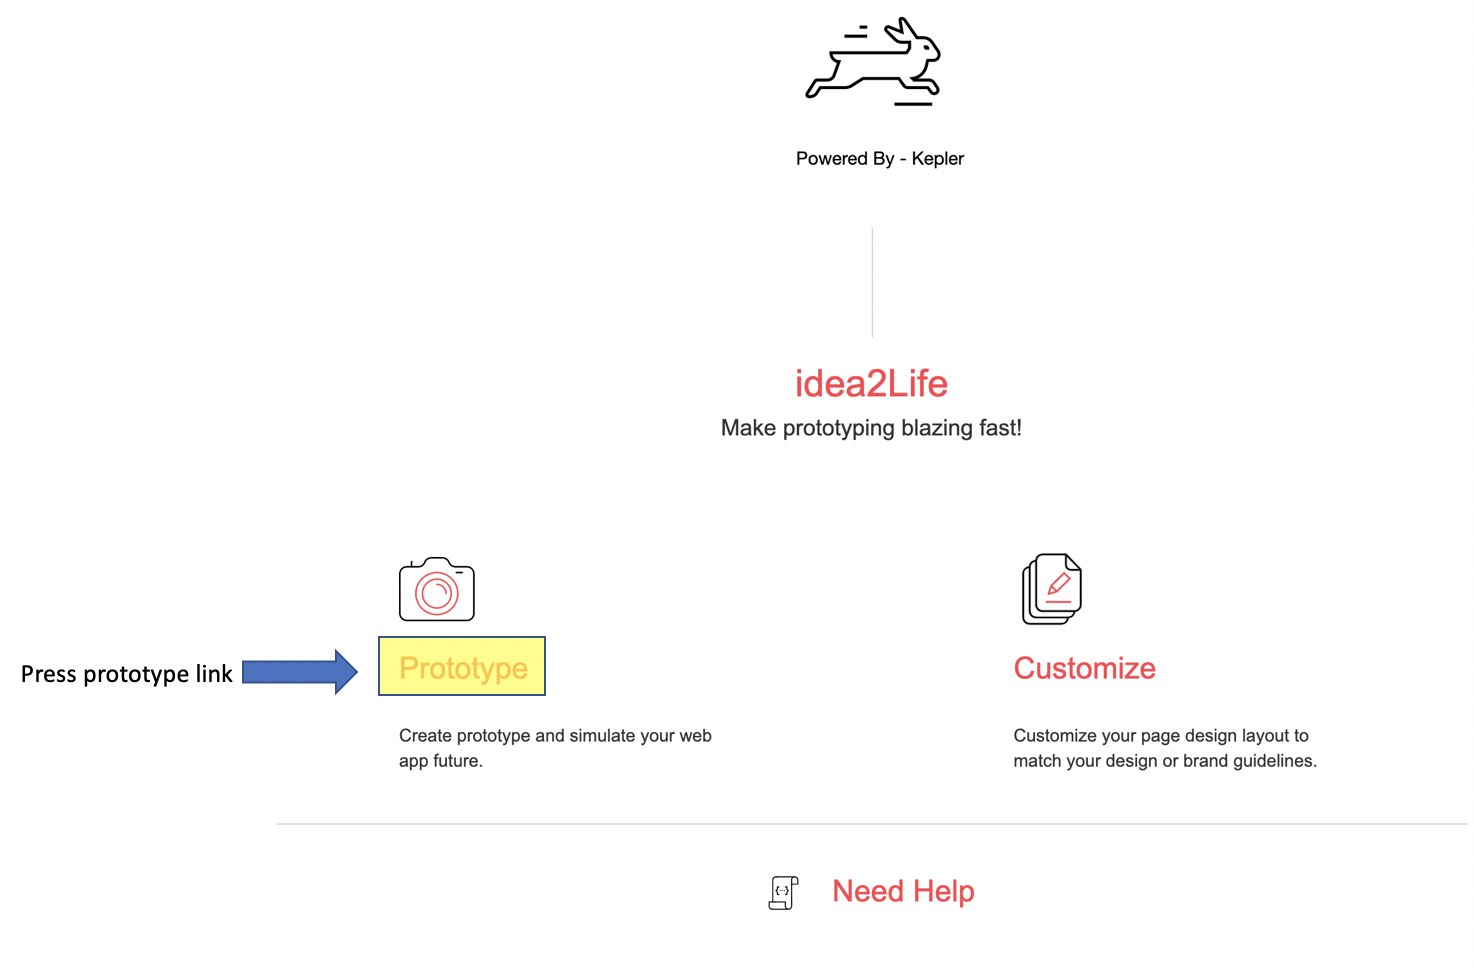 Powered By - Kepler
idea2Life
Make prototyping blazing fast!
Press prototype link
Prototype
Create prototype and simulate your web
app future.
Customize
Customize your page design layout to
match your design or brand guidelines.
{··}
Need Help